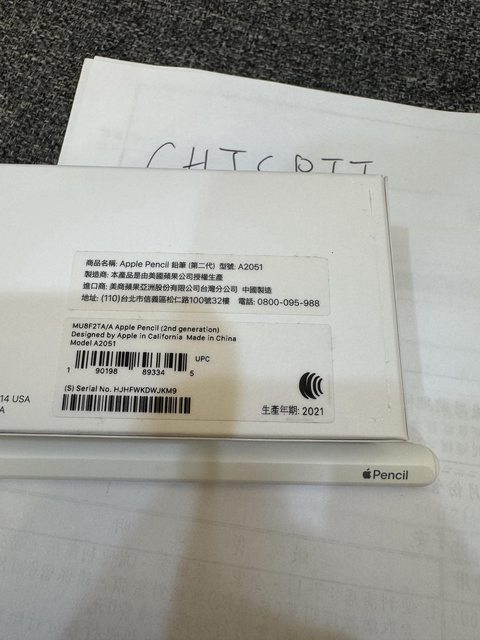 商品名稱: Apple Pencil 鉛筆 (第二代) 型號: A2051
製造商: 本產品是由美國蘋果公司授權生產
進口商: 美商蘋果亞洲股份有限公司台灣分公司 中國製造
地址: (110)台北市信義區松仁路100號32樓 電話: 0800-095-988
MU8F2TA/A Apple Pencil (2nd generation)
Designed by Apple in California Made in China
Model A2051
UPC
1 90198 89334 5
(S) Serial No. HJHFWKDWJKM9
生產年期: 2021
14 USA
Pencil